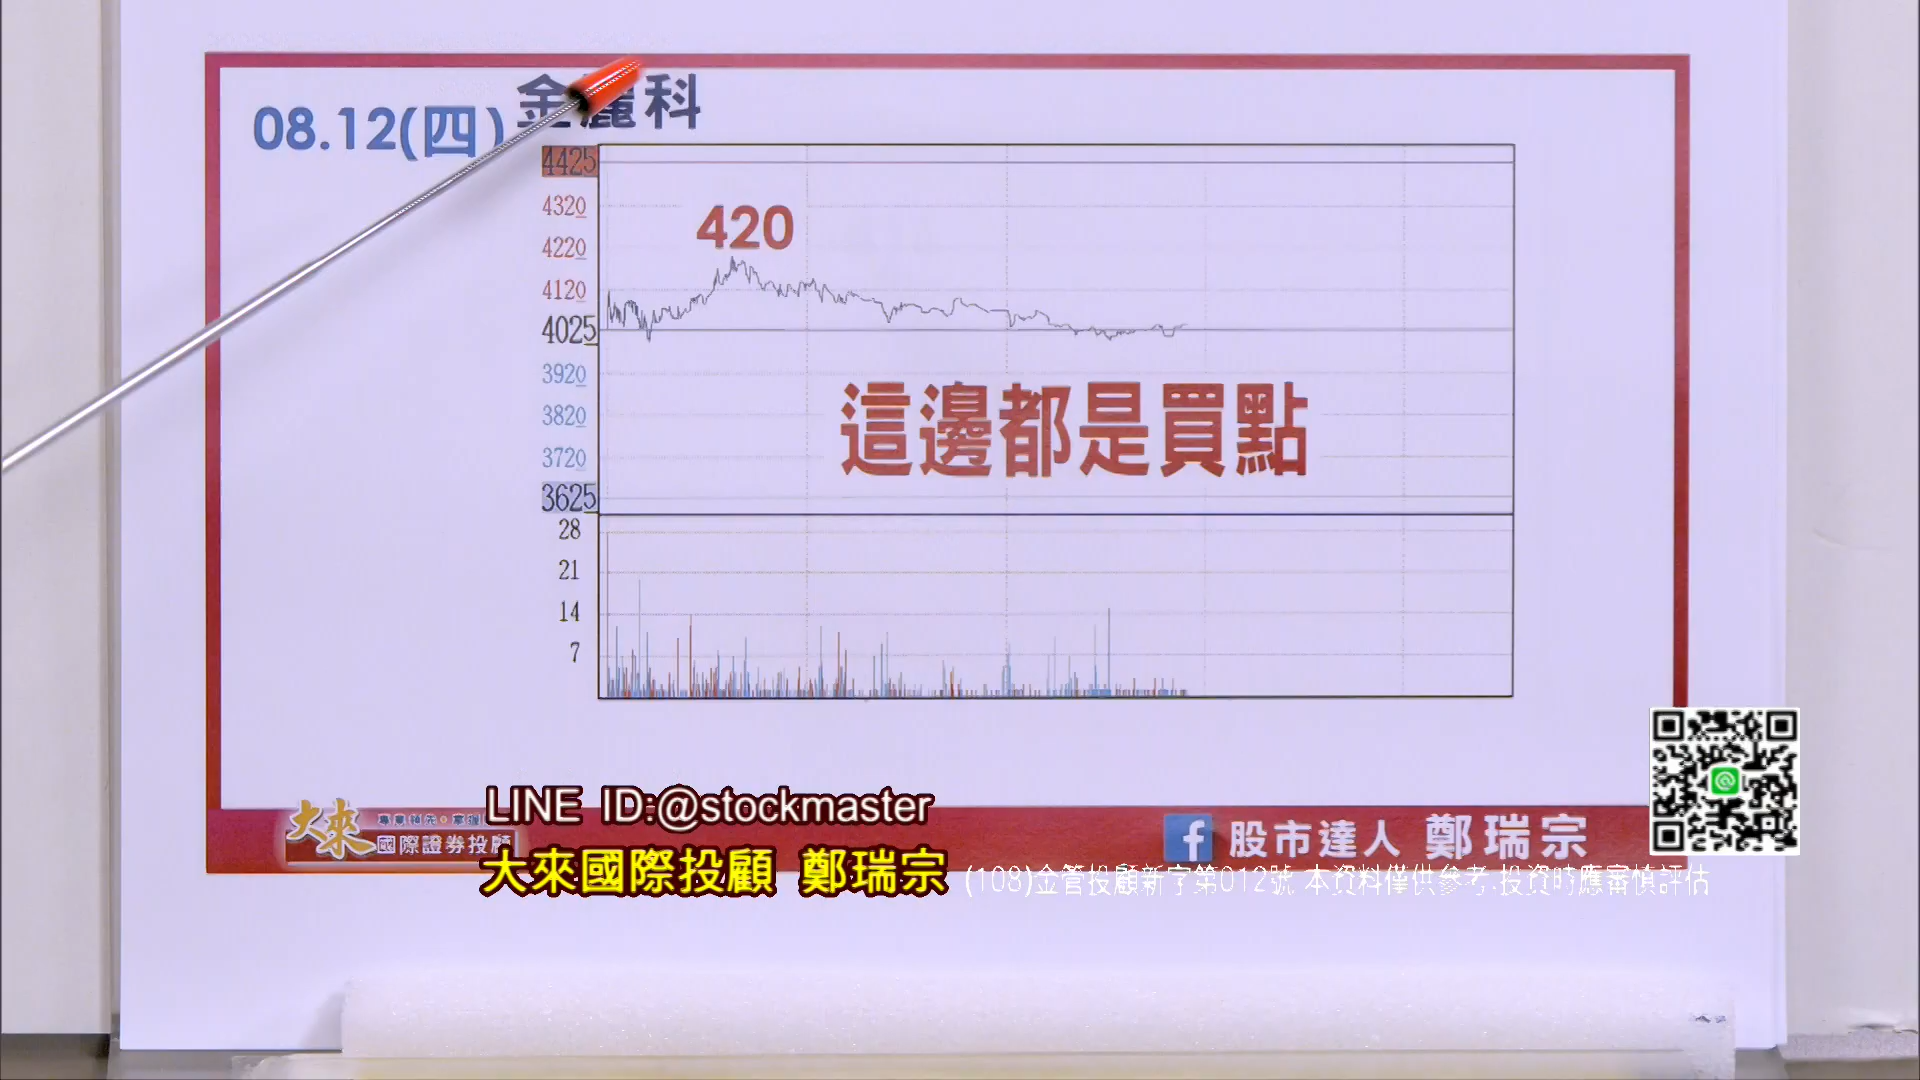 08.12(四)
金麗科
4425
4320
4220
4120
4025
3920
3820
3720
3625
28
21
14
7
420
這邊都是買點
LINE ID:@stockmaster
大來
國際證券投顧
股市達人 鄭瑞宗
大來國際投顧 鄭瑞宗
(108)金管投顧新字第012號 本資料僅供參考.投資時應審慎評估